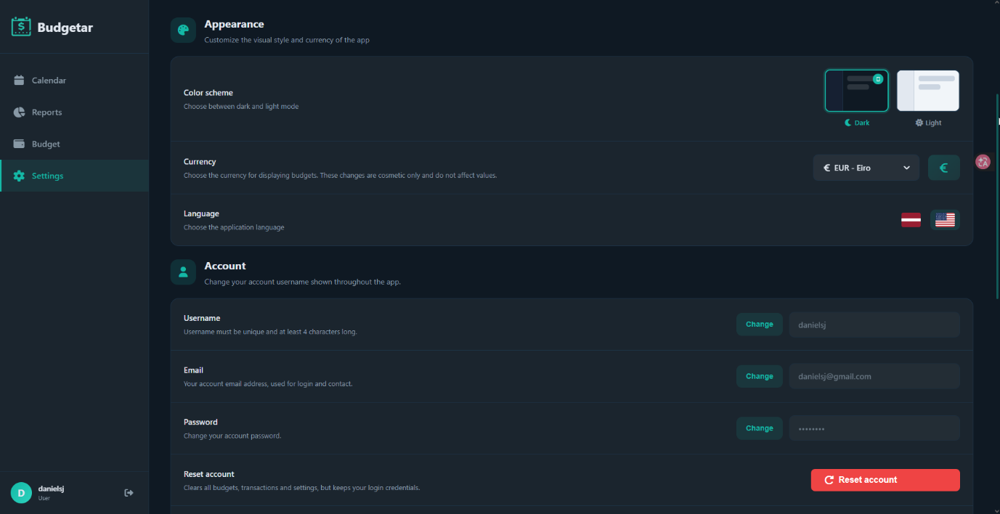 Budgetar
Calendar
Reports
Budget
Settings
danielsj
User
D
Appearance
Customize the visual style and currency of the app
Color scheme
Choose between dark and light mode
Dark
Light
Currency
Choose the currency for displaying budgets. These changes are cosmetic only and do not affect values.
€ EUR - Eiro
€
Language
Choose the application language
Account
Change your account username shown throughout the app.
Username
Username must be unique and at least 4 characters long.
Change
danielsj
Email
Your account email address, used for login and contact.
Change
danielsj@gmail.com
Password
Change your account password.
Change
••••••••
Reset account
Clears all budgets, transactions and settings, but keeps your login credentials.
Reset account